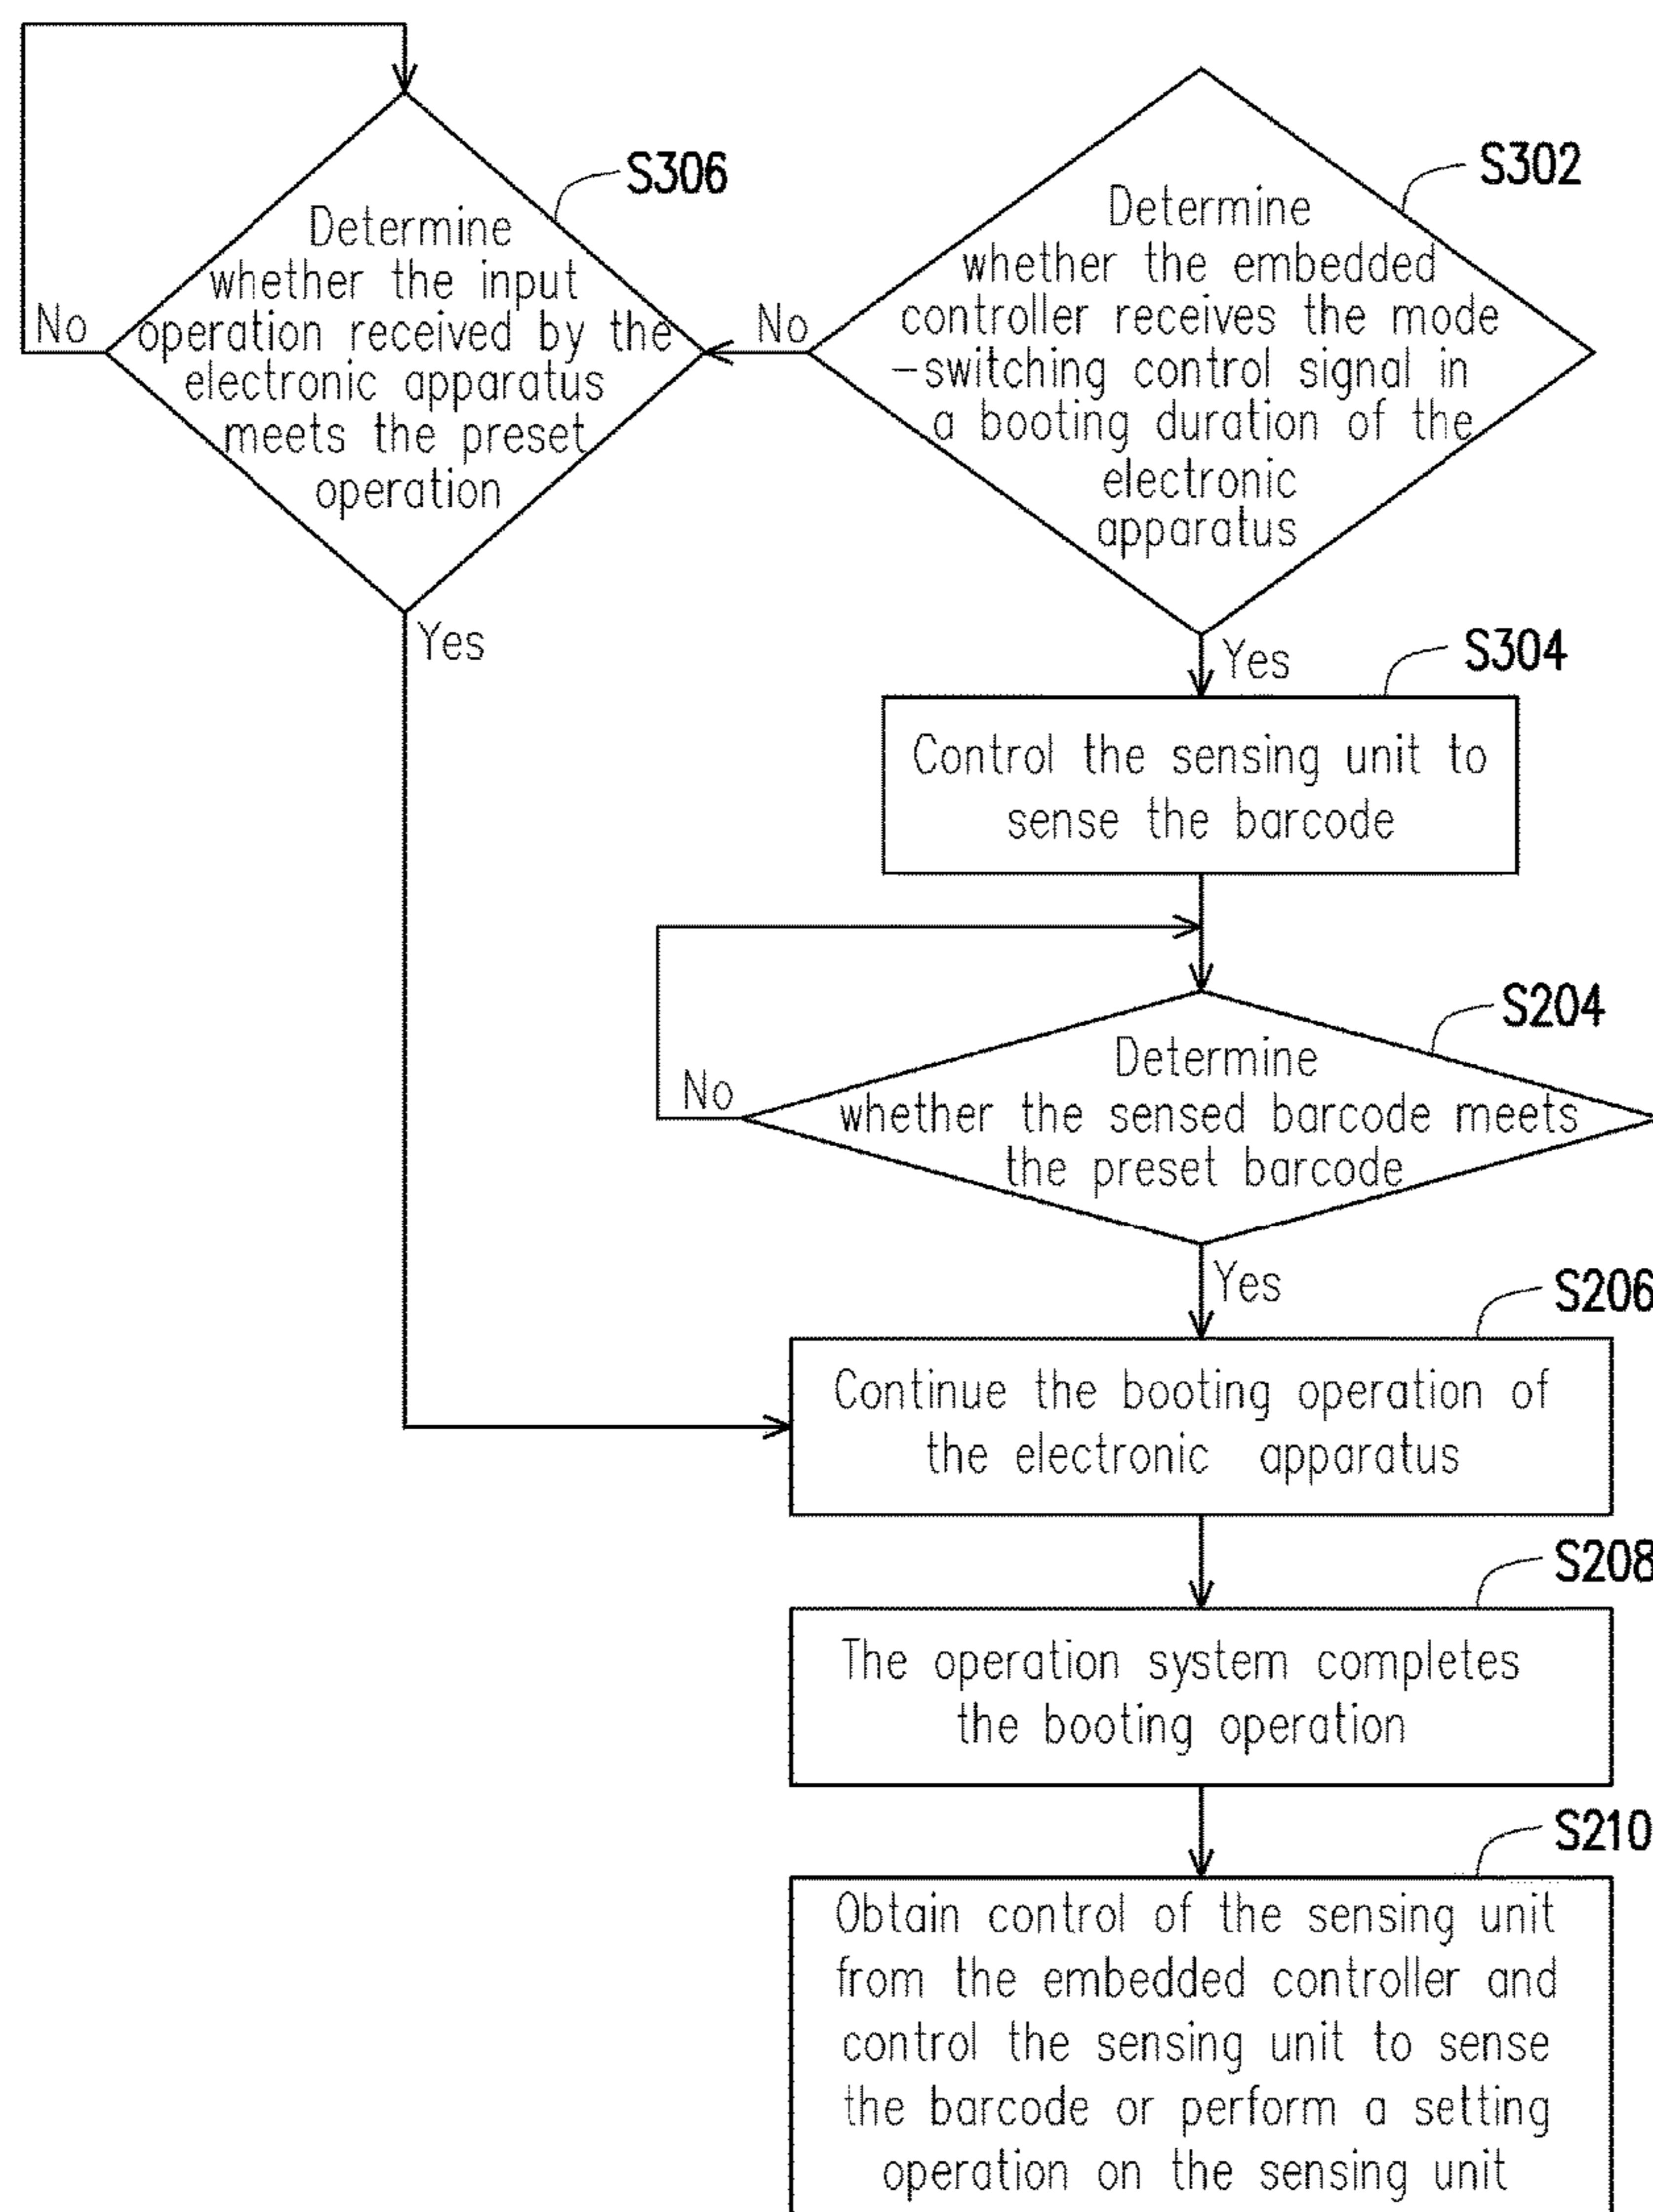 S306
Determine
whether the input
operation received by the
electronic apparatus
meets the preset
operation
No
Yes
No
S302
Determine
whether the embedded
controller receives the mode
-switching control signal in
a booting duration of the
electronic
apparatus
Yes
S304
Control the sensing unit to
sense the barcode
S204
Determine
whether the sensed barcode meets
the preset barcode
No
Yes
S206
Continue the booting operation of
the electronic apparatus
S208
The operation system completes
the booting operation
S210
Obtain control of the sensing unit
from the embedded controller and
control the sensing unit to sense
the barcode or perform a setting
operation on the sensing unit